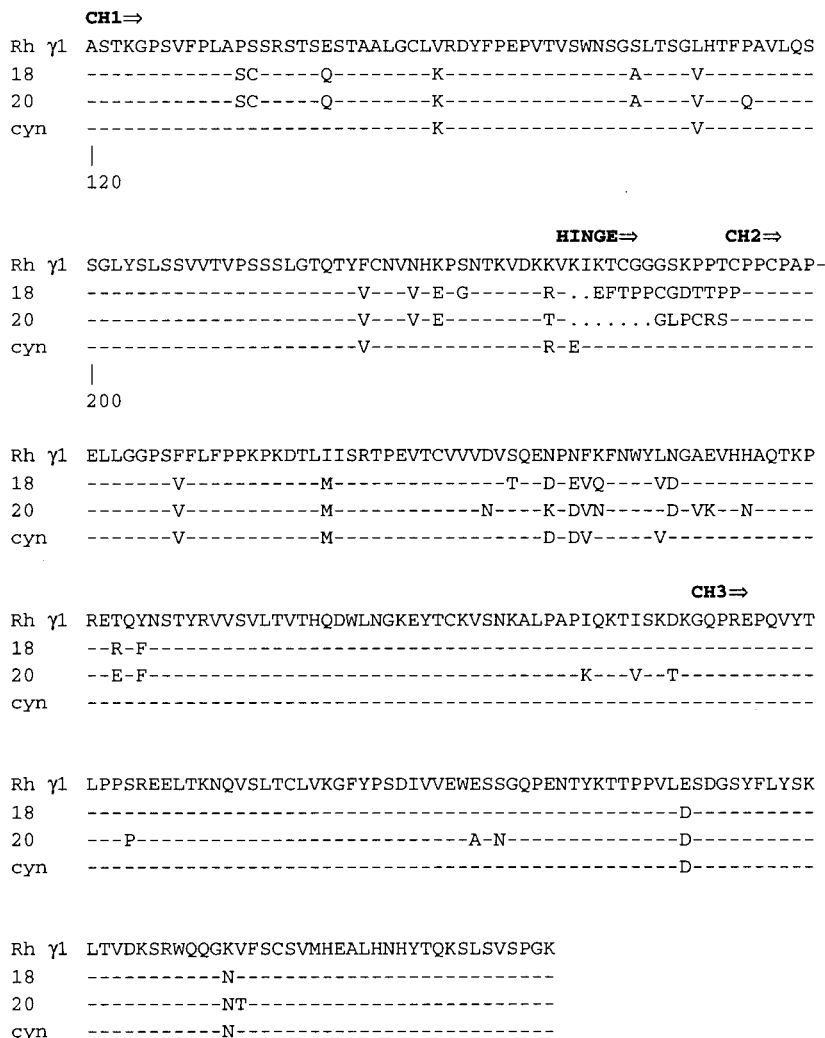 CH1⇒
Rh γ1 ASTKGPSVFPLAPSSRSTSESTAALGCLVRDYFPEPVTVSWNSGSLTSGLHTFPAVLQS
18 ------------SC-----Q---------K--------------A----V---------
20 ------------SC-----Q---------K--------------A----V---Q-----
cyn -----------------------------K-------------------V---------
|
120
HINGE⇒ CH2⇒
Rh γ1 SGLYSLSSVVTVPSSSLGTQTYFCNVNHKPSNTKVDKKVKIKTCGGGSKPPTCPPCPAP-
18 ----------------------V---V-E-G------R-..EFTPPCGDTTPP------
20 ----------------------V---V-E--------T-.......GLPCRS-------
cyn ----------------------V--------------R-E-------------------
|
200
Rh γ1 ELLGGPSFFLFPPKPKDTLIISRTPEVTCVVVDVSQENPNFKFNWYLNGAEVHHAQTKP
18 -------V-----------M--------------T--D-EVQ----VD-----------
20 -------V-----------M------------N----K-DVN-----D-VK--N-----
cyn -------V-----------M-----------------D-DV-----V------------
CH3⇒
Rh γ1 RETQYNSTYRVVSVLTVTHQDWLNGKEYTCKVSNKALPAPIQKTISKDKGQPREPQVYT
18 --R-F------------------------------------------------------
20 --E-F-----------------------------------K---V--T-----------
cyn -----------------------------------------------------------
Rh γ1 LPPSREELTKNQVSLTCLVKGFYPSDIVVEWESSGQPENTYKTTPPVLESDGSYFLYSK
18 ------------------------------------------------D----------
20 ---P---------------------------A-N--------------D----------
cyn ------------------------------------------------D----------
Rh γ1 LTVDKSRWQQGKVFSCSVMHEALHNHYTQKSLSVSPGK
18 -----------N--------------------------
20 -----------NT-------------------------
cyn -----------N--------------------------